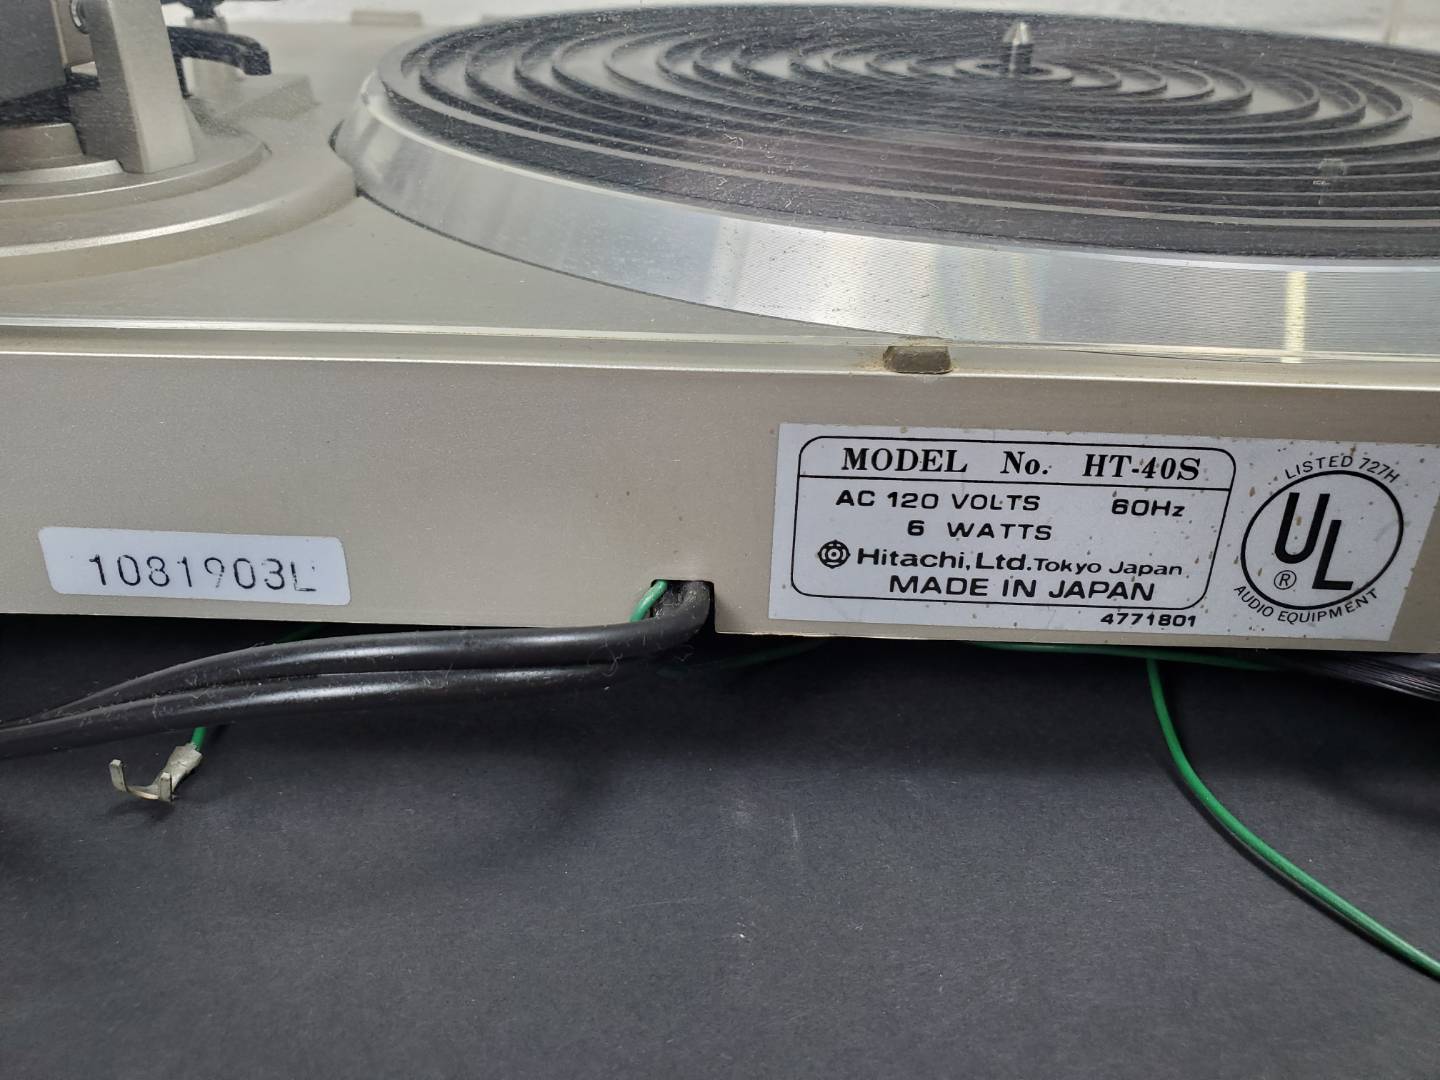 1081903L
MODEL No. HT-40S
AC 120 VOLTS 60Hz
6 WATTS
Hitachi, Ltd. Tokyo Japan
MADE IN JAPAN
4771801
LISTED 727H
UL
®
AUDIO EQUIPMENT